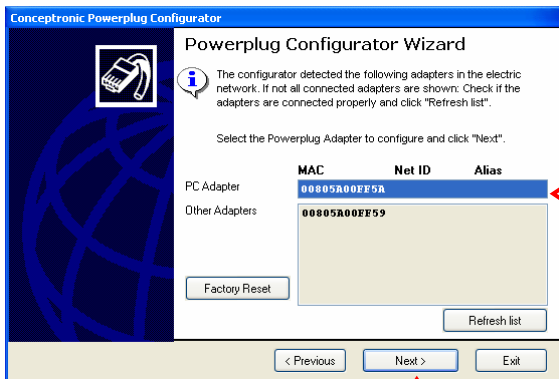 Conceptronic Powerplug Configurator
Powerplug Configurator Wizard
The configurator detected the following adapters in the electric
network. If not all connected adapters are shown: Check if the
adapters are connected properly and click "Refresh list".
Select the Powerplug Adapter to configure and click "Next".
MAC Net ID Alias
PC Adapter 00805A00FF5A
Other Adapters 00805A00FF59
Factory Reset
Refresh list
< Previous Next > Exit